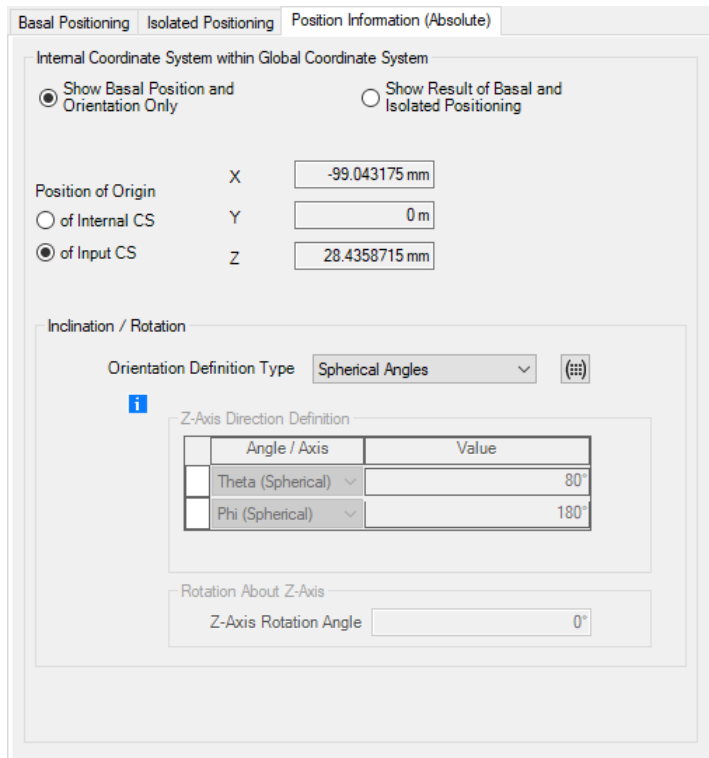 Basal Positioning Isolated Positioning Position Information (Absolute)
Internal Coordinate System within Global Coordinate System
Show Basal Position and
Orientation Only
Show Result of Basal and
Isolated Positioning
Position of Origin
of Internal CS
of Input CS
X -99.043175 mm
Y 0 m
Z 28.4358715 mm
Inclination / Rotation
Orientation Definition Type Spherical Angles
i
Z-Axis Direction Definition
Angle / Axis Value
Theta (Spherical) 80°
Phi (Spherical) 180°
Rotation About Z-Axis
Z-Axis Rotation Angle 0°